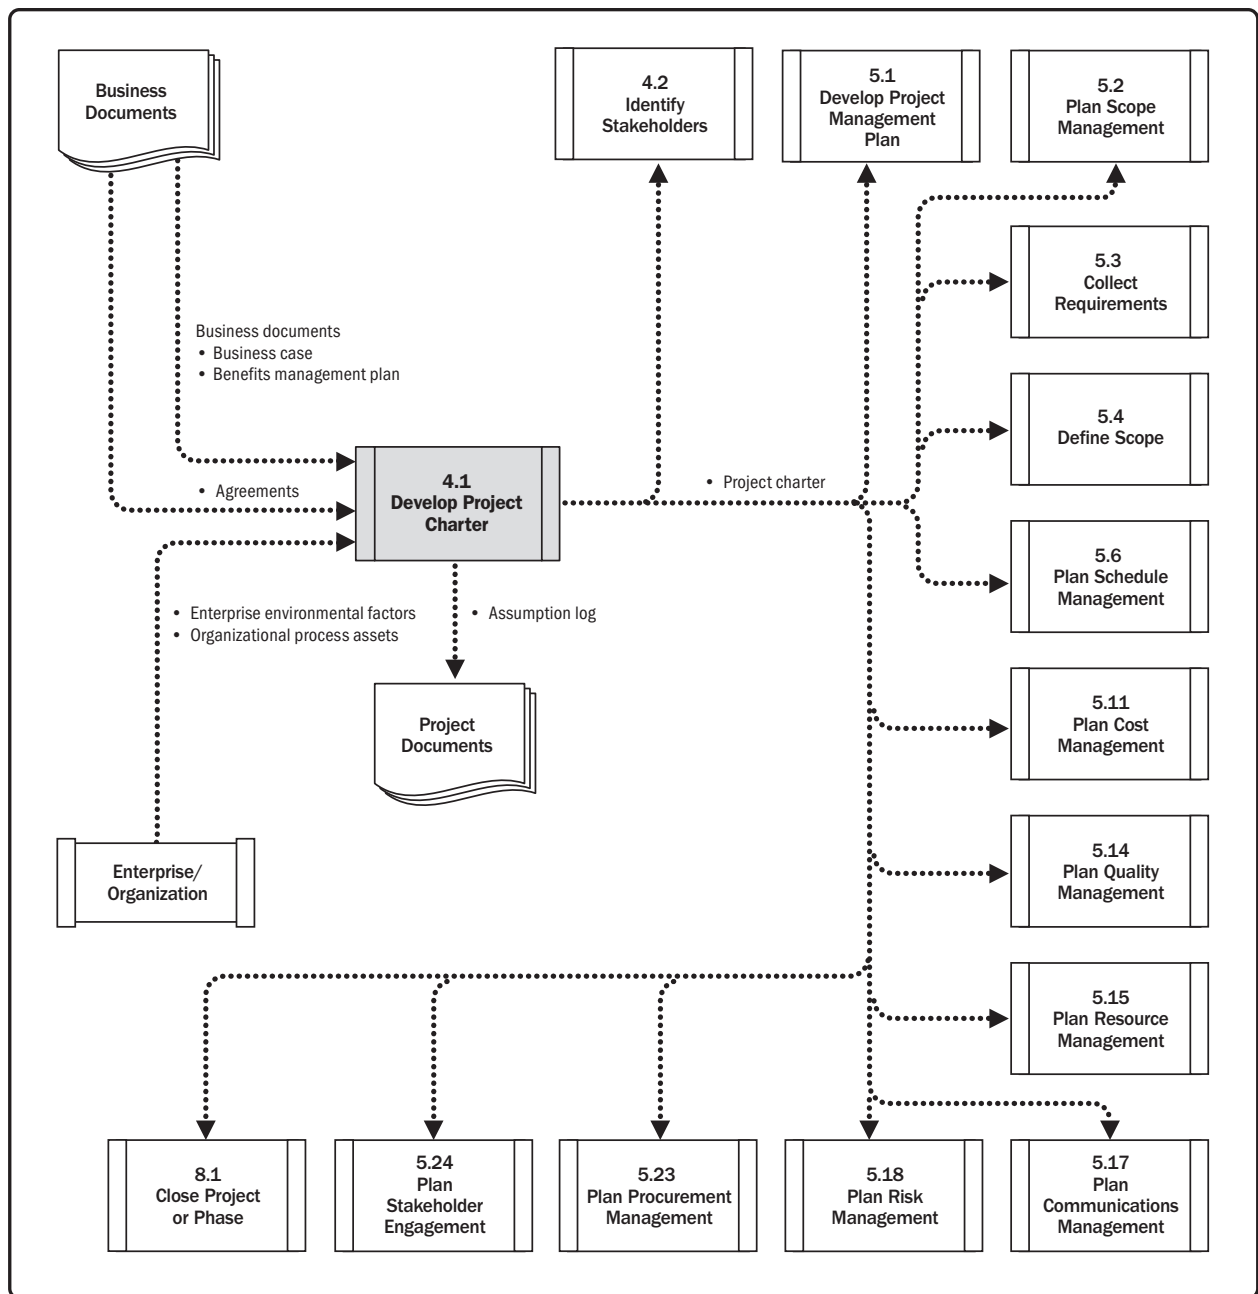 Business
Documents
4.2
Identify
Stakeholders
5.1
Develop Project
Management
Plan
5.2
Plan Scope
Management
5.3
Collect
Requirements
Business documents
• Business case
• Benefits management plan
5.4
Define Scope
4.1
Develop Project
Charter
• Agreements
• Project charter
5.6
Plan Schedule
Management
• Enterprise environmental factors
• Organizational process assets
• Assumption log
Project
Documents
5.11
Plan Cost
Management
Enterprise/
Organization
5.14
Plan Quality
Management
5.15
Plan Resource
Management
8.1
Close Project
or Phase
5.24
Plan
Stakeholder
Engagement
5.23
Plan Procurement
Management
5.18
Plan Risk
Management
5.17
Plan
Communications
Management